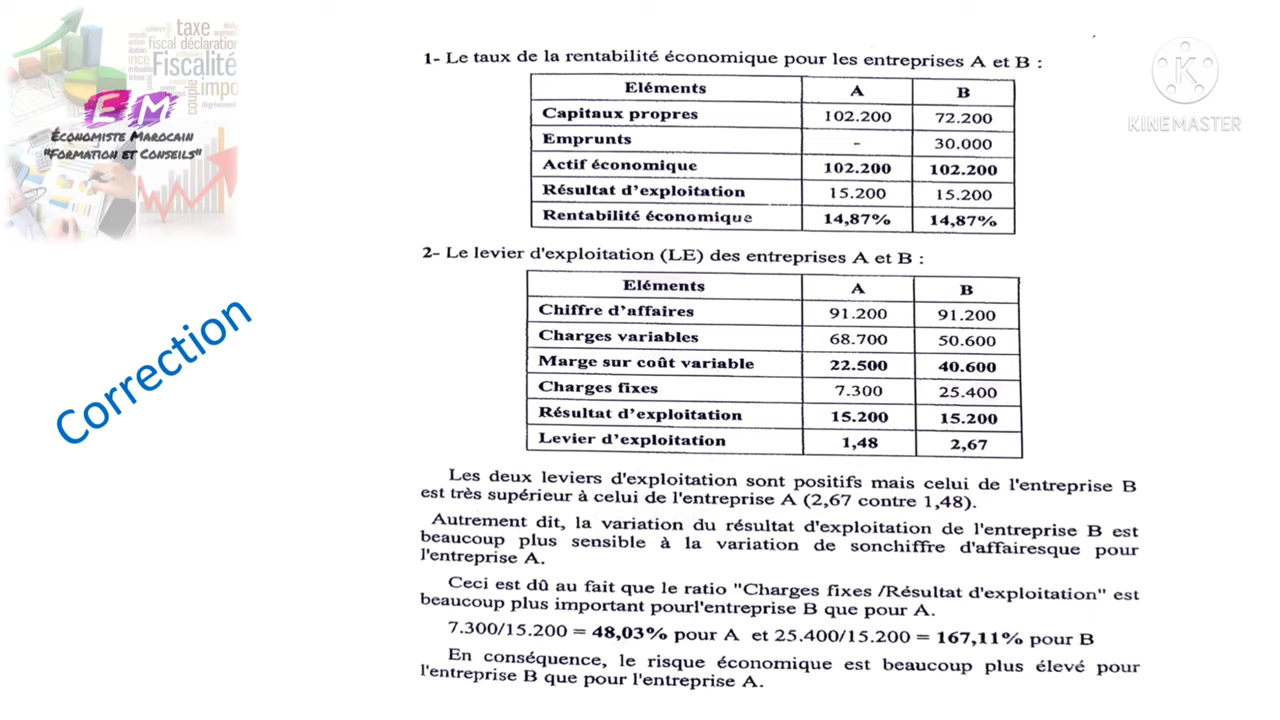 taxe
fiscal déclaration
Fiscalité
impo
couple
EM
Économiste Marocain
"Formation et Conseils"
KINEMASTER
Correction
1- Le taux de la rentabilité économique pour les entreprises A et B :
Eléments A B
Capitaux propres 102.200 72.200
Emprunts - 30.000
Actif économique 102.200 102.200
Résultat d'exploitation 15.200 15.200
Rentabilité économique 14,87% 14,87%
2- Le levier d'exploitation (LE) des entreprises A et B :
Eléments A B
Chiffre d'affaires 91.200 91.200
Charges variables 68.700 50.600
Marge sur coût variable 22.500 40.600
Charges fixes 7.300 25.400
Résultat d'exploitation 15.200 15.200
Levier d'exploitation 1,48 2,67
Les deux leviers d'exploitation sont positifs mais celui de l'entreprise B
est très supérieur à celui de l'entreprise A (2,67 contre 1,48).
Autrement dit, la variation du résultat d'exploitation de l'entreprise B est
beaucoup plus sensible à la variation de sonchiffre d'affairesque pour
l'entreprise A.
Ceci est dû au fait que le ratio "Charges fixes /Résultat d'exploitation" est
beaucoup plus important pourl'entreprise B que pour A.
7.300/15.200 = 48,03% pour A et 25.400/15.200 = 167,11% pour B
En conséquence, le risque économique est beaucoup plus élevé pour
l'entreprise B que pour l'entreprise A.